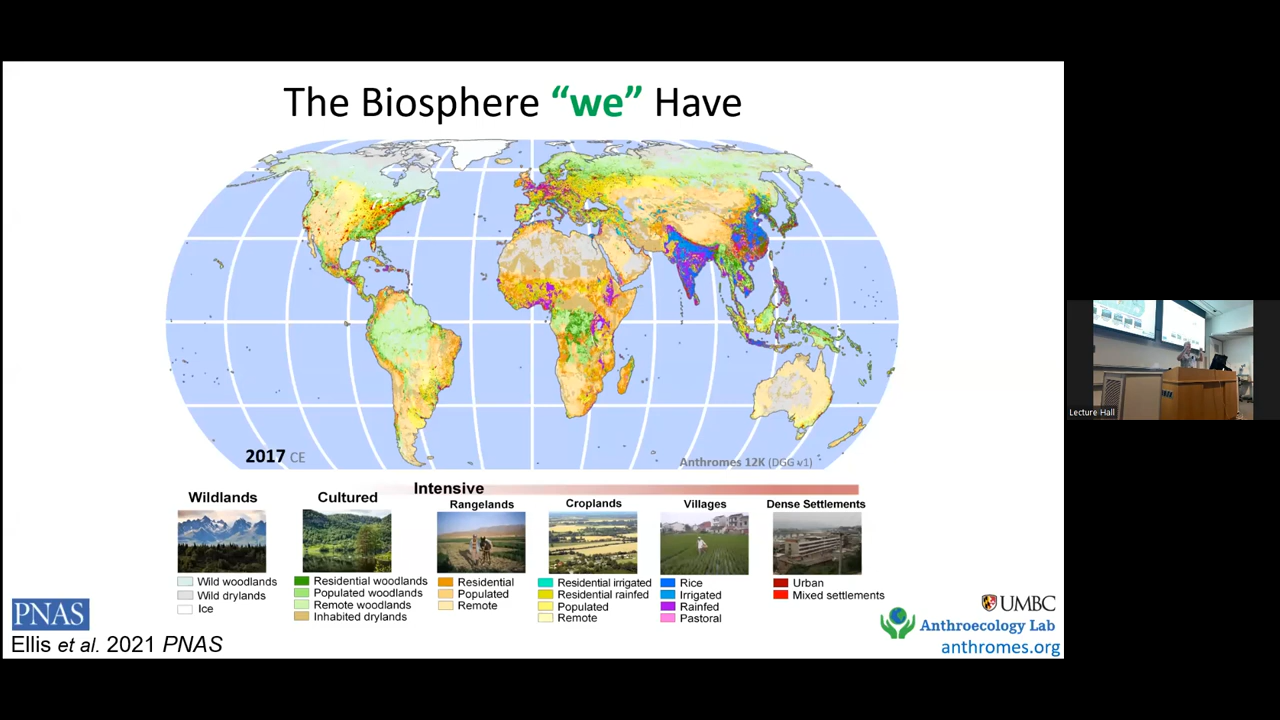 The Biosphere “we” Have
2017 CE
Anthromes 12K (DGG v1)
Intensive
Wildlands
Cultured
Rangelands
Croplands
Villages
Dense Settlements
Wild woodlands
Wild drylands
Ice
Residential woodlands
Populated woodlands
Remote woodlands
Inhabited drylands
Residential
Populated
Remote
Residential irrigated
Residential rainfed
Populated
Remote
Rice
Irrigated
Rainfed
Pastoral
Urban
Mixed settlements
PNAS
Ellis et al. 2021 PNAS
UMBC
Anthroecology Lab
anthromes.org
Lecture Hall